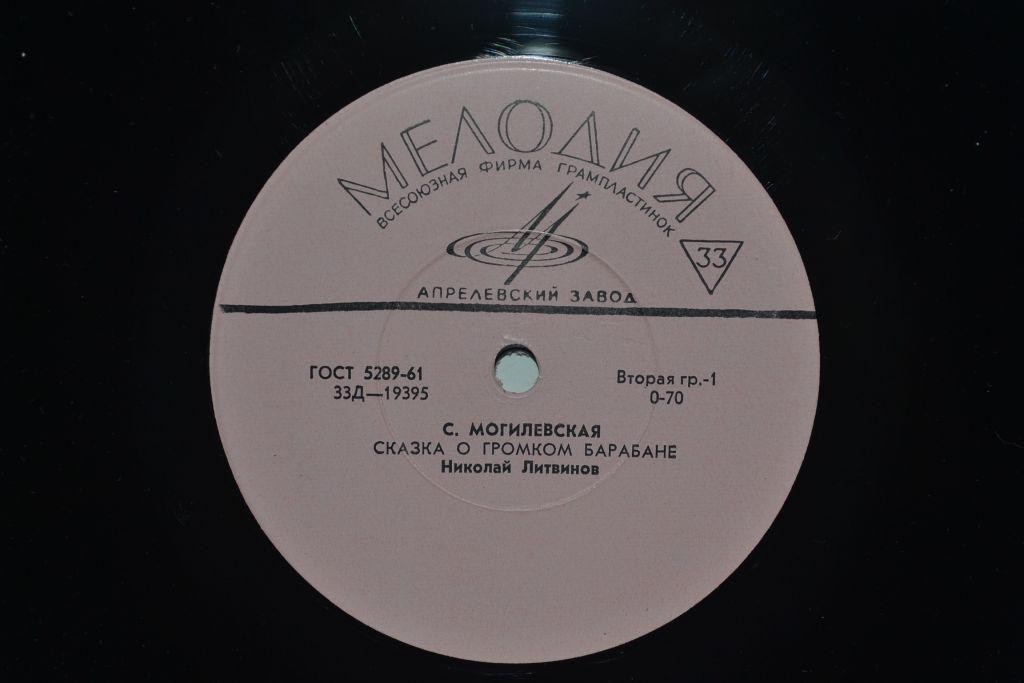 МЕЛОДИЯ
ВСЕСОЮЗНАЯ ФИРМА ГРАМПЛАСТИНОК
33
АПРЕЛЕВСКИЙ ЗАВОД
ГОСТ 5289-61
33Д—19395
Вторая гр.-1
0-70
С. МОГИЛЕВСКАЯ
СКАЗКА О ГРОМКОМ БАРАБАНЕ
Николай Литвинов